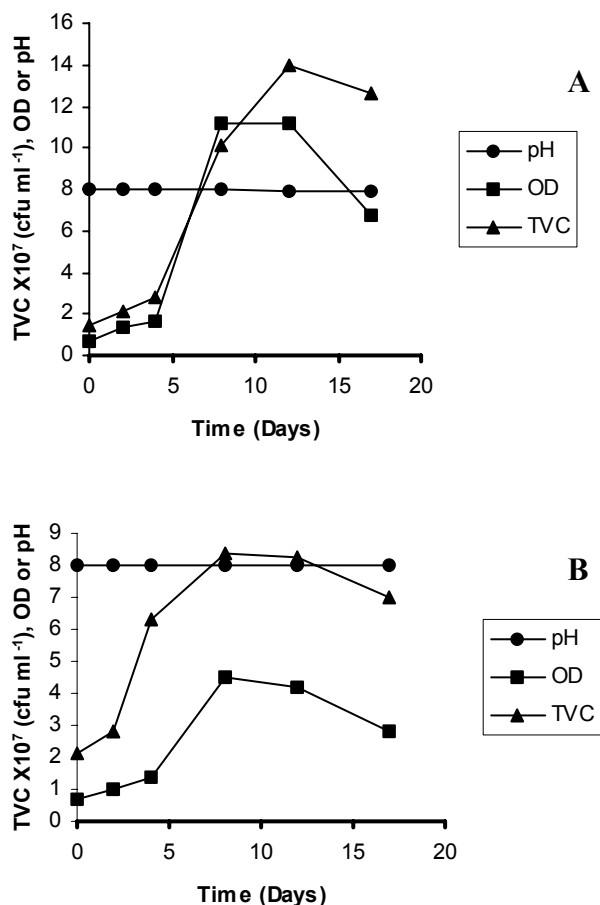 A
TVC X10⁷ (cfu ml⁻¹), OD or pH
16
14
12
10
8
6
4
2
0
0 5 10 15 20
Time (Days)
pH
OD
TVC
B
TVC X10⁷ (cfu ml⁻¹), OD or pH
9
8
7
6
5
4
3
2
1
0
0 5 10 15 20
Time (Days)
pH
OD
TVC